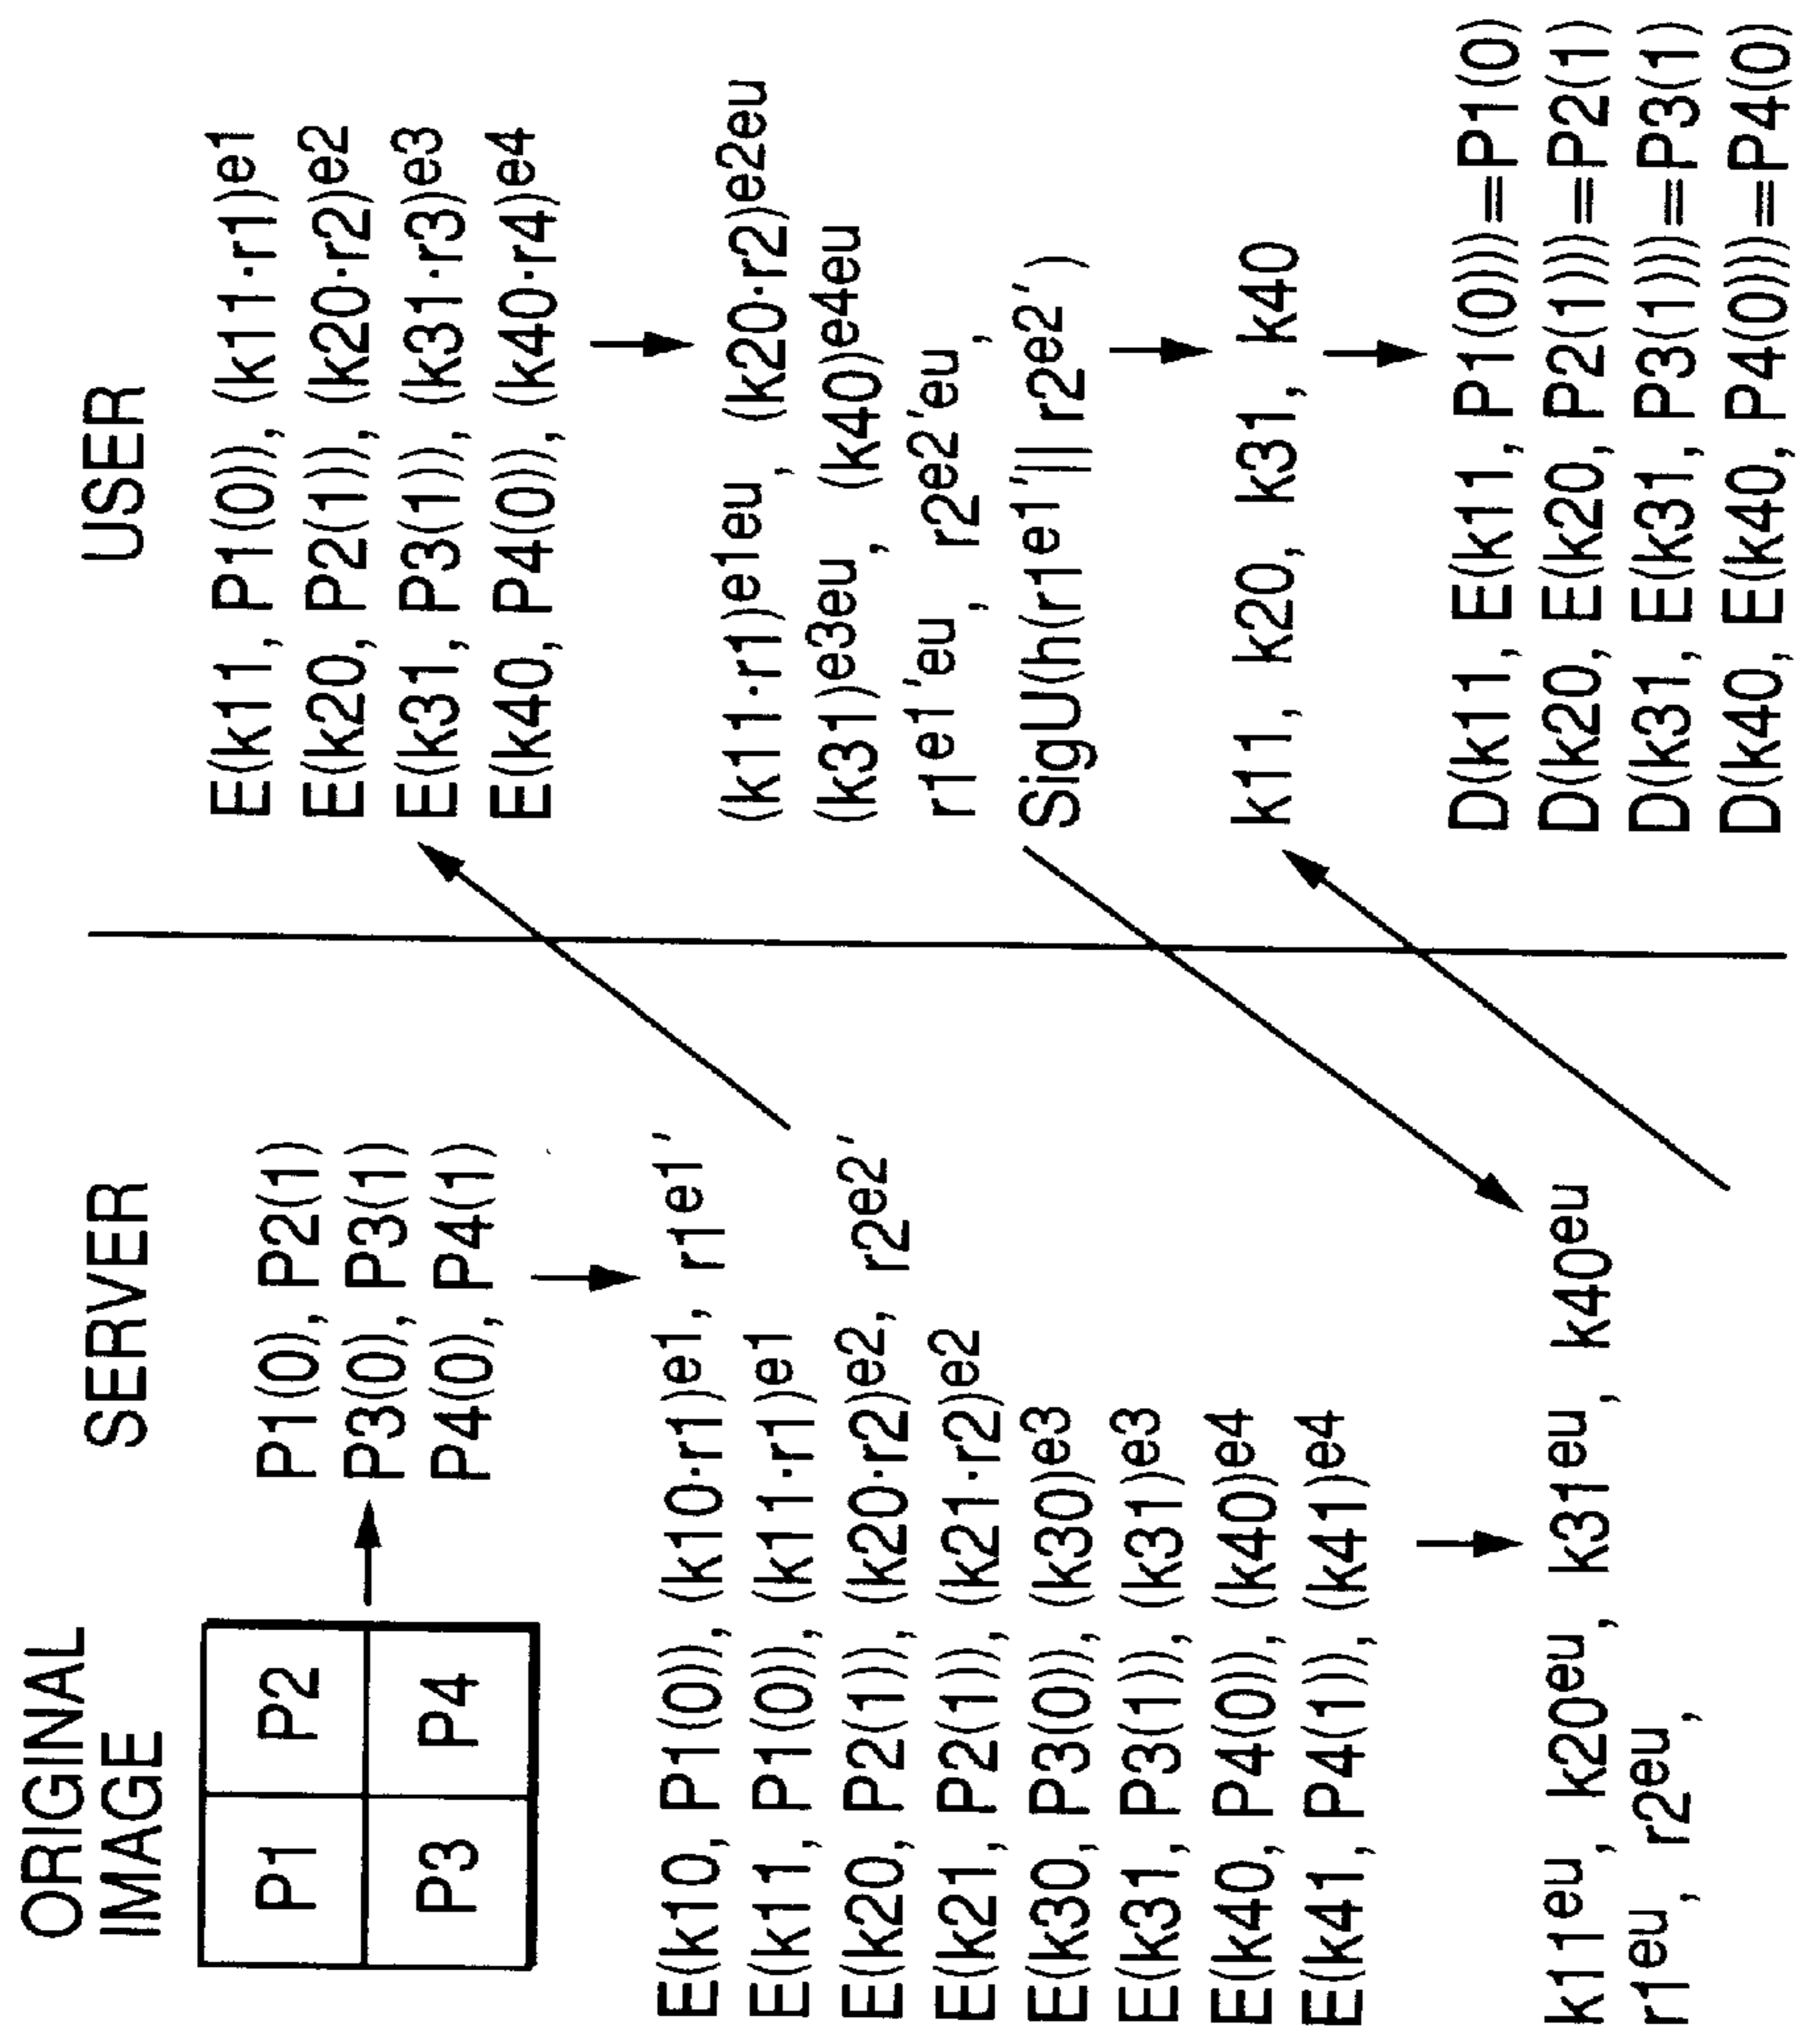 ORIGINAL
IMAGE
P1 P2
P3 P4
SERVER
P1(0), P2(1)
P3(0), P3(1)
P4(0), P4(1)
E(k10, P1(0)), (k10·r1)e1, r1e1'
E(k11, P1(0)), (k11·r1)e1
E(k20, P2(1)), (k20·r2)e2, r2e2'
E(k21, P2(1)), (k21·r2)e2
E(k30, P3(0)), (k30)e3
E(k31, P3(1)), (k31)e3
E(k40, P4(0)), (k40)e4
E(k41, P4(1)), (k41)e4
k11eu, k20eu, k31eu, k40eu
r1eu, r2eu,
USER
E(k11, P1(0)), (k11·r1)e1
E(k20, P2(1)), (k20·r2)e2
E(k31, P3(1)), (k31·r3)e3
E(k40, P4(0)), (k40·r4)e4
(k11·r1)e1eu, (k20·r2)e2eu
(k31)e3eu, (k40)e4eu
r1e1'eu, r2e2'eu,
SigU(h(r1e1'|| r2e2')
k11, k20, k31, k40
D(k11, E(k11, P1(0)))=P1(0)
D(k20, E(k20, P2(1)))=P2(1)
D(k31, E(k31, P3(1)))=P3(1)
D(k40, E(k40, P4(0)))=P4(0)